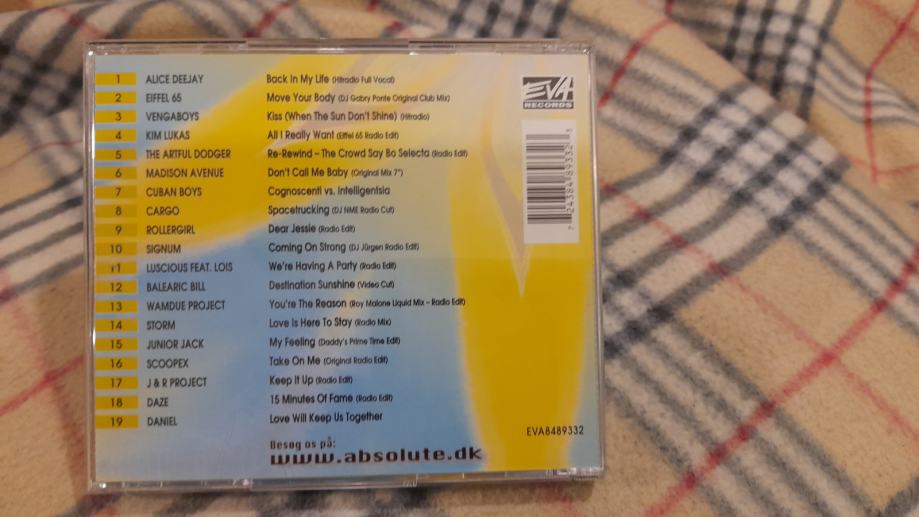 1 ALICE DEEJAY Back In My Life (Hitradio Full Vocal)
2 EIFFEL 65 Move Your Body (DJ Gabry Ponte Original Club Mix)
3 VENGABOYS Kiss (When The Sun Don't Shine) (Hitradio)
4 KIM LUKAS All I Really Want (Eiffel 65 Radio Edit)
5 THE ARTFUL DODGER Re-Rewind – The Crowd Say Bo Selecta (Radio Edit)
6 MADISON AVENUE Don't Call Me Baby (Original Mix 7")
7 CUBAN BOYS Cognoscenti vs. Intelligentsia
8 CARGO Spacetrucking (DJ NME Radio Cut)
9 ROLLERGIRL Dear Jessie (Radio Edit)
10 SIGNUM Coming On Strong (DJ Jürgen Radio Edit)
11 LUSCIOUS FEAT. LOIS We're Having A Party (Radio Edit)
12 BALEARIC BILL Destination Sunshine (Video Cut)
13 WAMDUE PROJECT You're The Reason (Roy Malone Liquid Mix – Radio Edit)
14 STORM Love Is Here To Stay (Radio Mix)
15 JUNIOR JACK My Feeling (Daddy's Prime Time Edit)
16 SCOOPEX Take On Me (Original Radio Edit)
17 J & R PROJECT Keep It Up (Radio Edit)
18 DAZE 15 Minutes Of Fame (Radio Edit)
19 DANIEL Love Will Keep Us Together
EVA
RECORDS
7 24384 89332 3
EVA8489332
Besøg os på:
www.absolute.dk